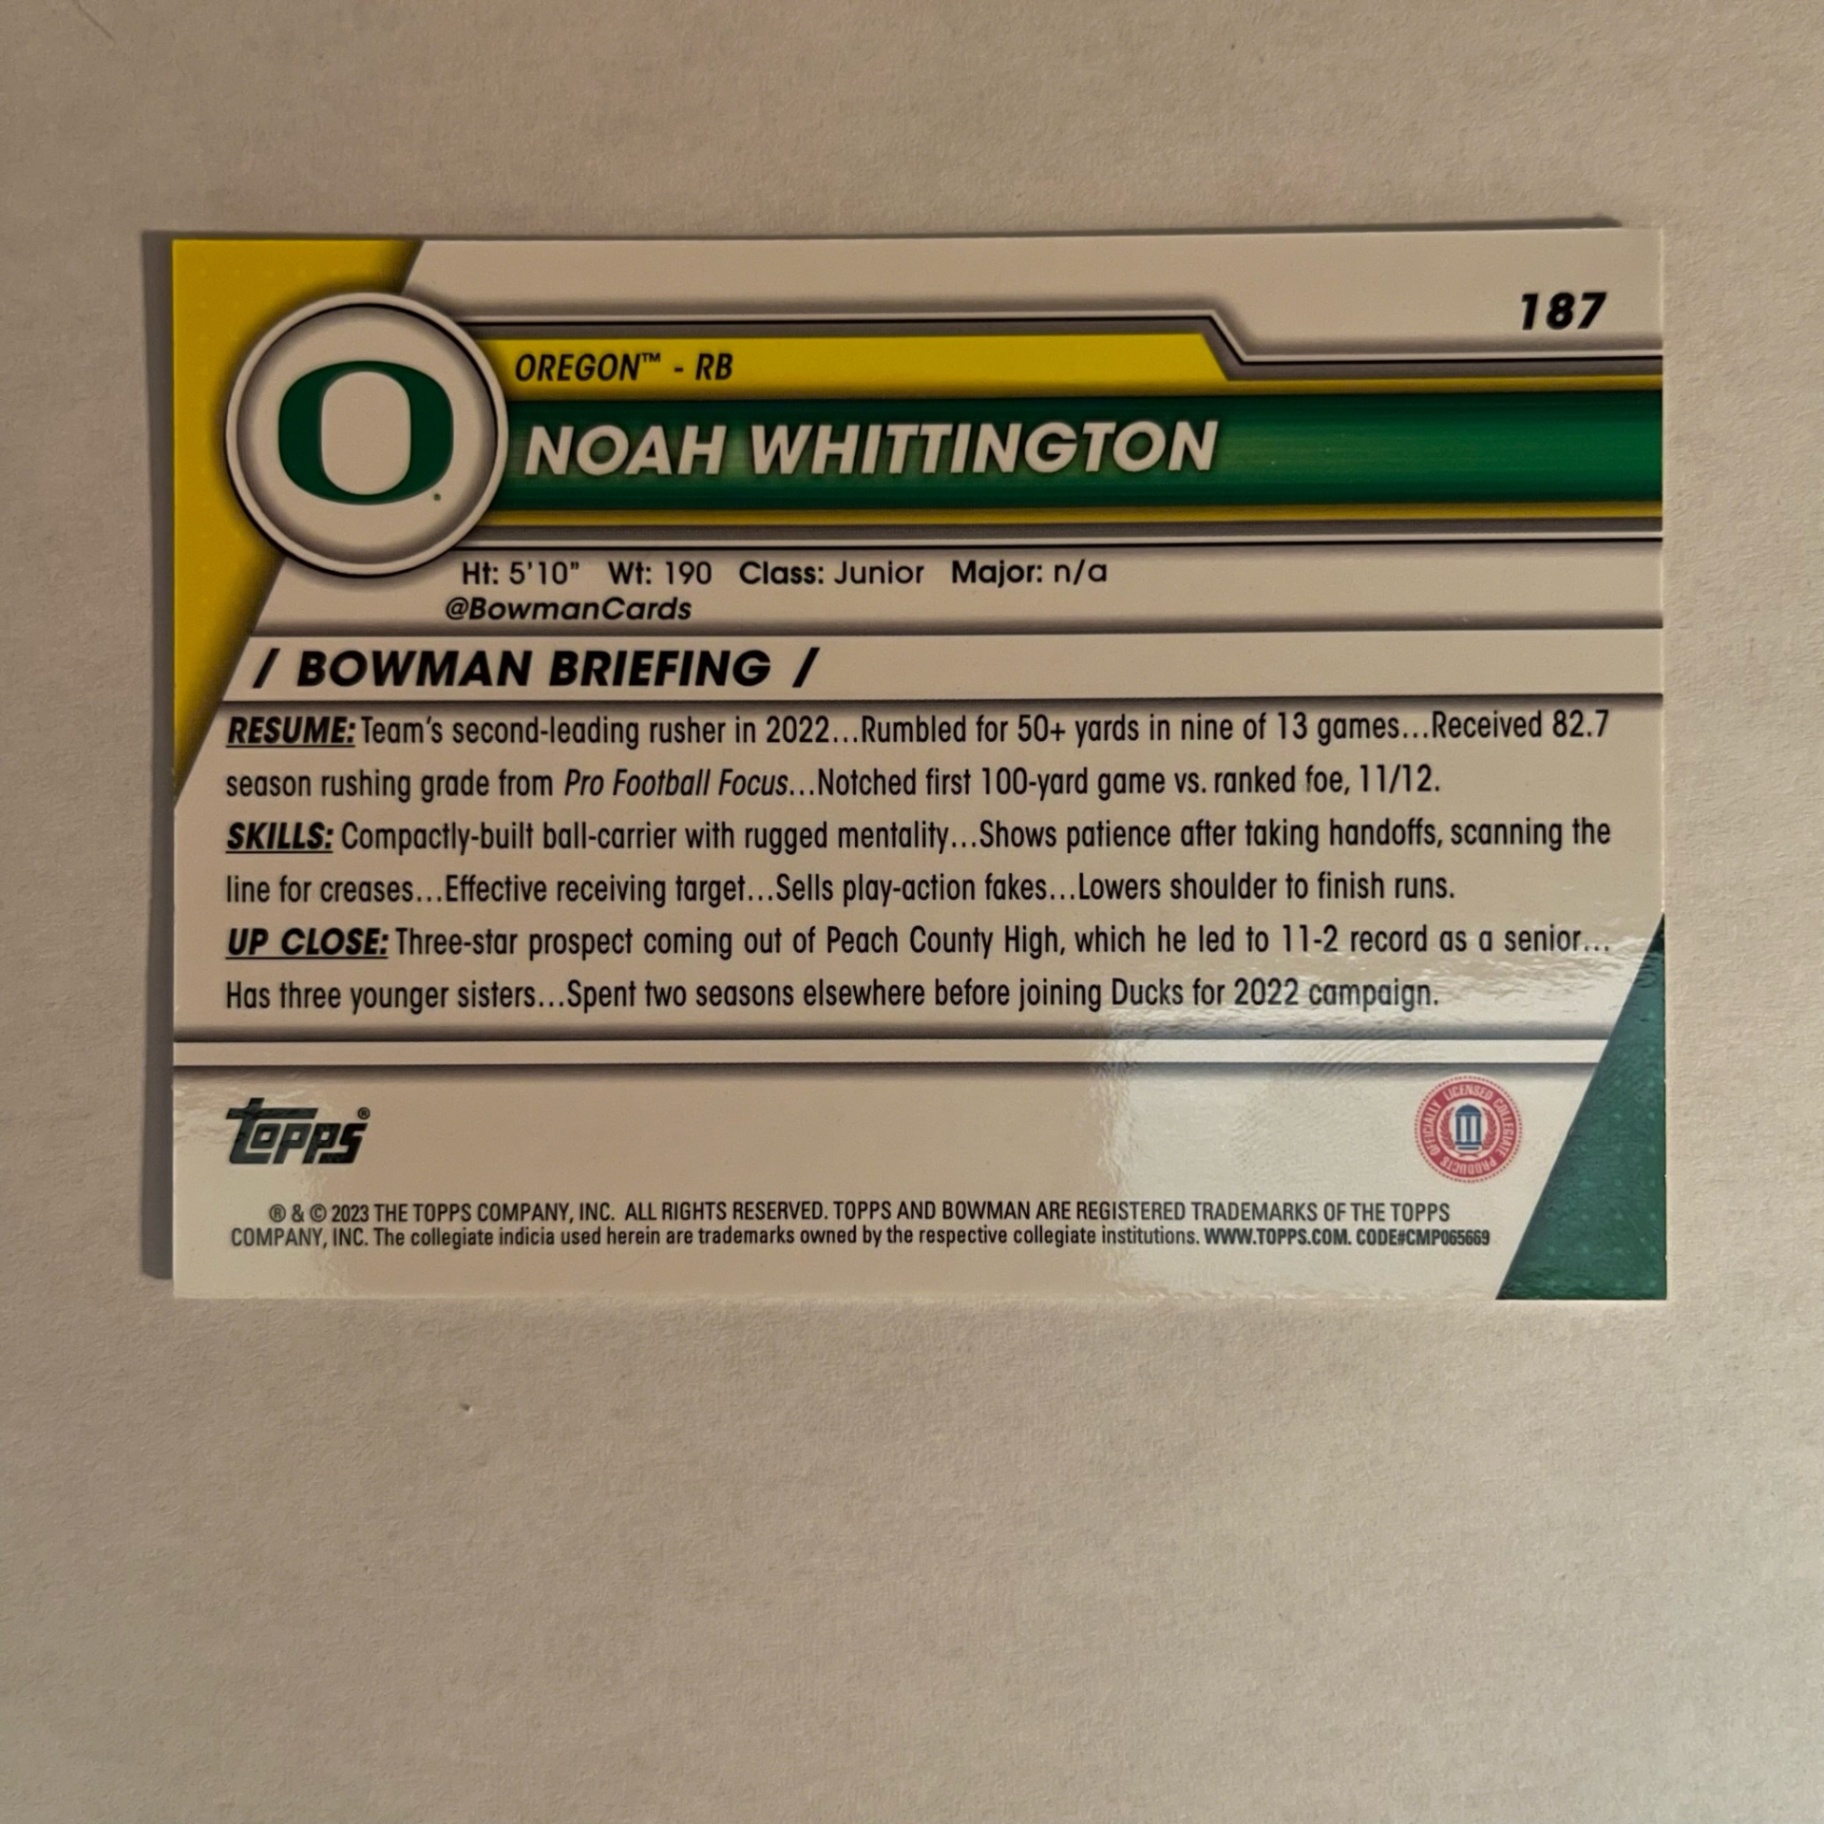 187
OREGON™ - RB
O
NOAH WHITTINGTON
Ht: 5'10" Wt: 190 Class: Junior Major: n/a
@BowmanCards
/ BOWMAN BRIEFING /
RESUME: Team's second-leading rusher in 2022...Rumbled for 50+ yards in nine of 13 games...Received 82.7
season rushing grade from Pro Football Focus...Notched first 100-yard game vs. ranked foe, 11/12.
SKILLS: Compactly-built ball-carrier with rugged mentality...Shows patience after taking handoffs, scanning the
line for creases...Effective receiving target...Sells play-action fakes...Lowers shoulder to finish runs.
UP CLOSE: Three-star prospect coming out of Peach County High, which he led to 11-2 record as a senior...
Has three younger sisters...Spent two seasons elsewhere before joining Ducks for 2022 campaign.
topps®
OFFICIALLY LICENSED COLLEGIATE PRODUCTS
® & © 2023 THE TOPPS COMPANY, INC. ALL RIGHTS RESERVED. TOPPS AND BOWMAN ARE REGISTERED TRADEMARKS OF THE TOPPS
COMPANY, INC. The collegiate indicia used herein are trademarks owned by the respective collegiate institutions. WWW.TOPPS.COM. CODE#CMP065669